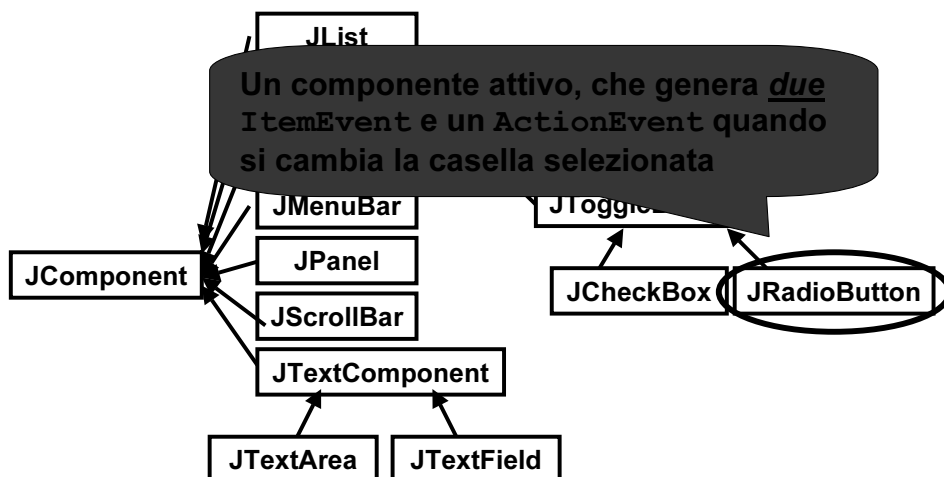 JList
Un componente attivo, che genera due
ItemEvent e un ActionEvent quando
si cambia la casella selezionata
JMenuBar
JComponent
JPanel
JCheckBox
JRadioButton
JScrollBar
JTextComponent
JTextArea
JTextField